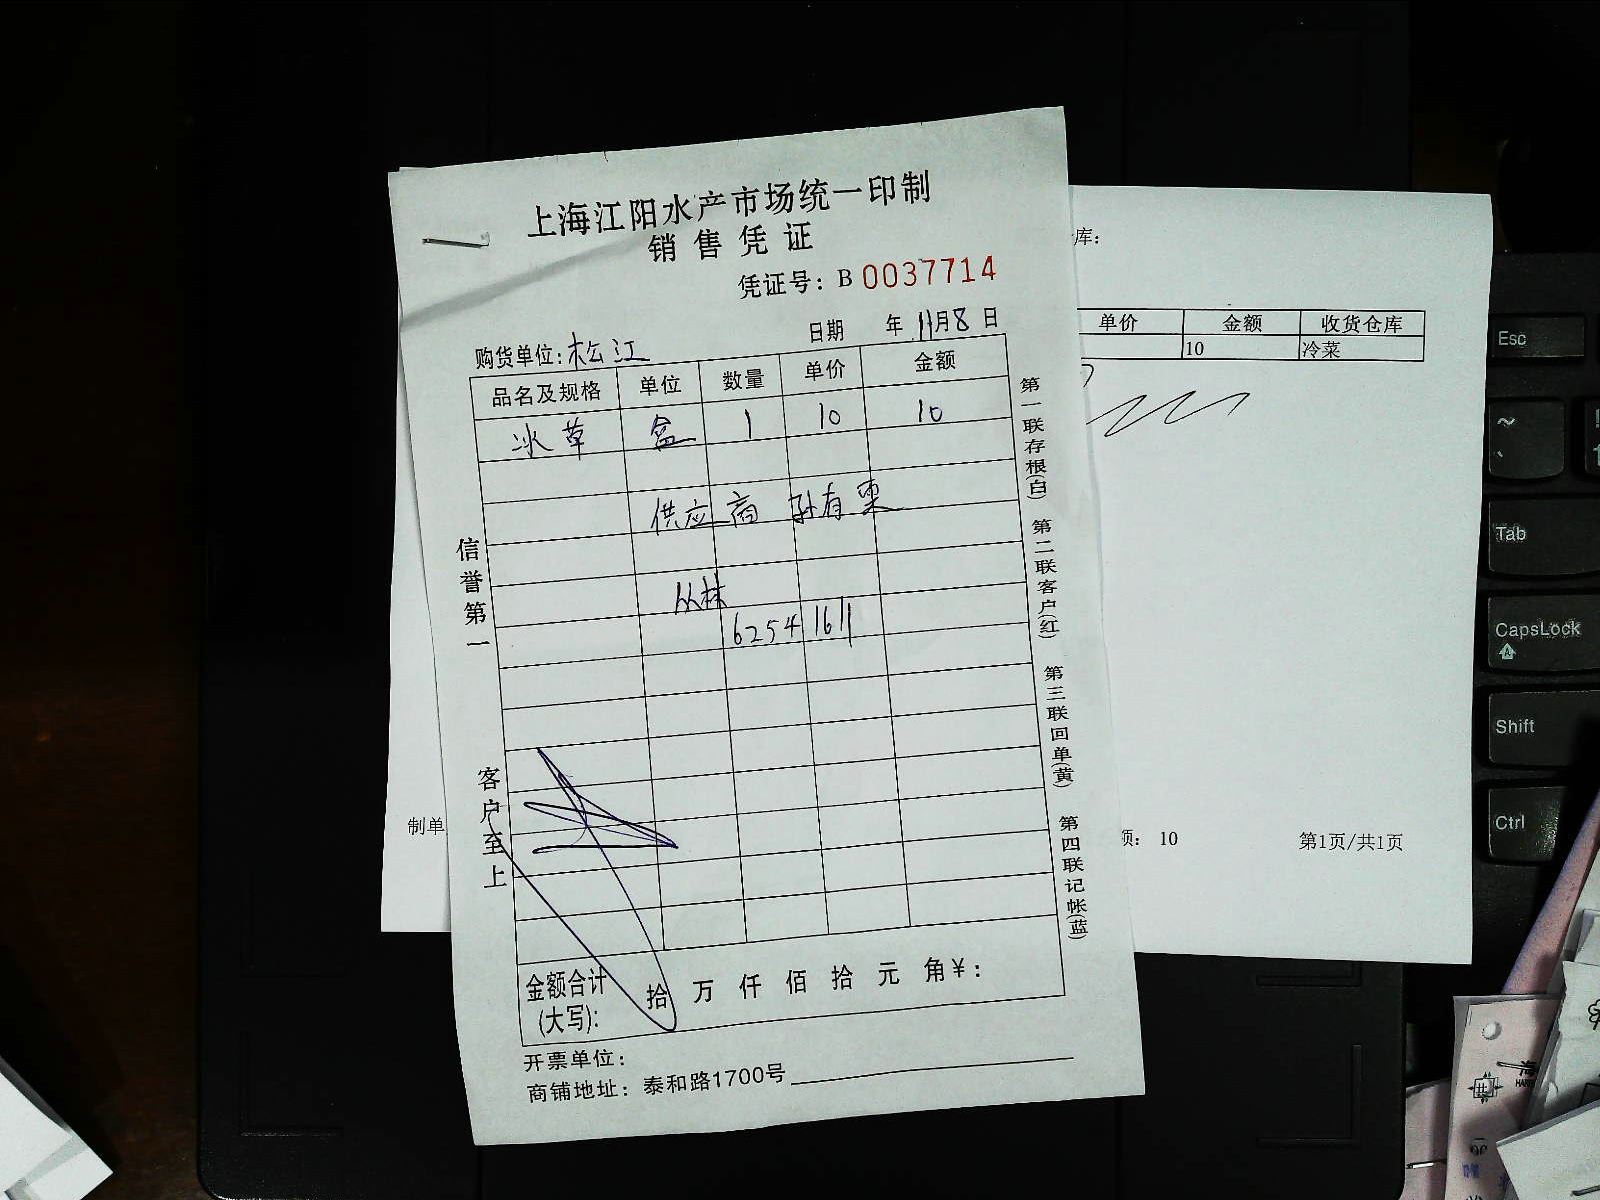 上海江阳水产市场统一印制
销售凭证
凭证号：B 0037714
日期 年 11月8日
购货单位:松江
品名及规格 单位 数量 单价 金额
冰草 盒 1 10 10
供应商 孙有栗
丛林
6254 1611
信誉第一
客户至上
金额合计(大写): 拾 万 仟 佰 拾 元 角￥:
开票单位:
商铺地址: 泰和路1700号
第一联存根(白) 第二联客户(红) 第三联回单(黄) 第四联记帐(蓝)
库:
单价 金额 收货仓库
10 冷菜
制单
额: 10
第1页/共1页
Esc
Tab
CapsLock
Shift
Ctrl